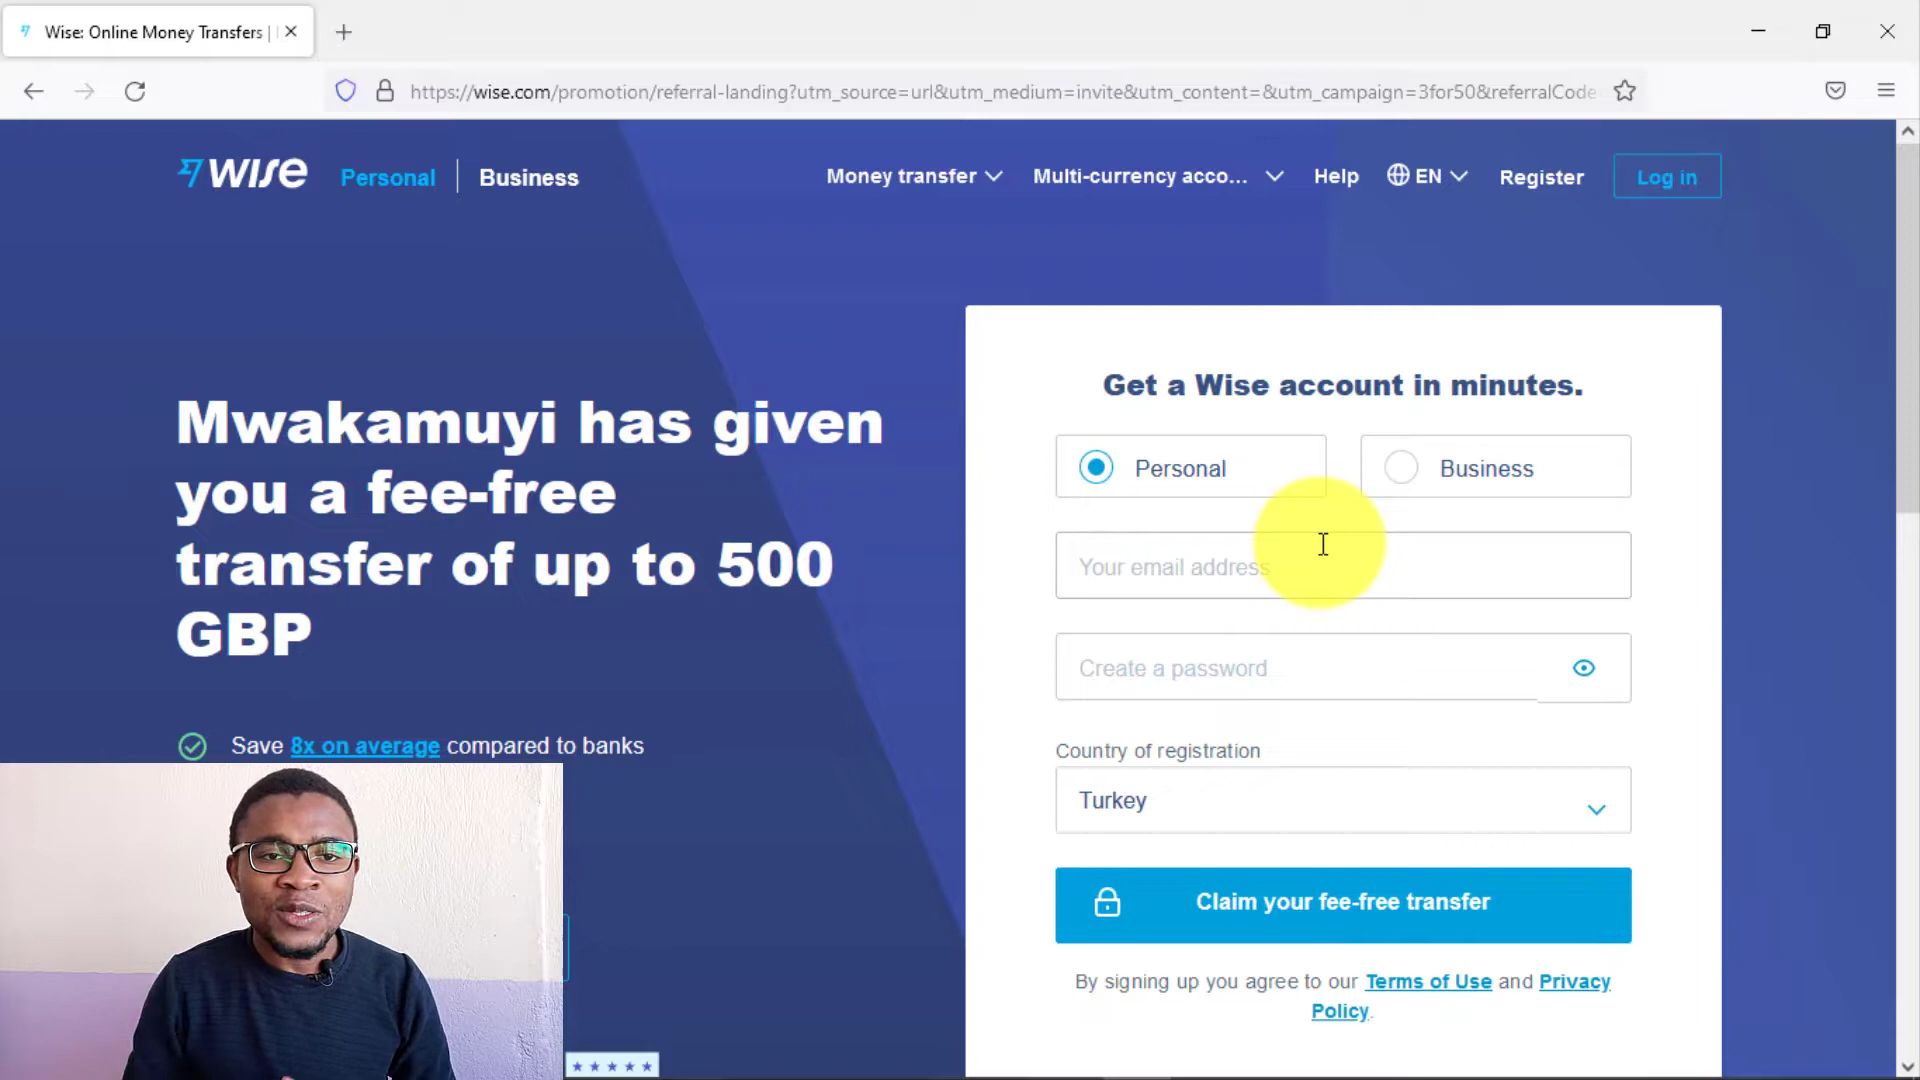 Wise: Online Money Transfers |
https://wise.com/promotion/referral-landing?utm_source=url&utm_medium=invite&utm_content=&utm_campaign=3for50&referralCode
WISE
Personal
Business
Money transfer
Multi-currency acco...
Help
EN
Register
Log in
Mwakamuyi has given
you a fee-free
transfer of up to 500
GBP
Save 8x on average compared to banks
Get a Wise account in minutes.
Personal
Business
Your email address
Create a password
Country of registration
Turkey
Claim your fee-free transfer
By signing up you agree to our Terms of Use and Privacy
Policy.